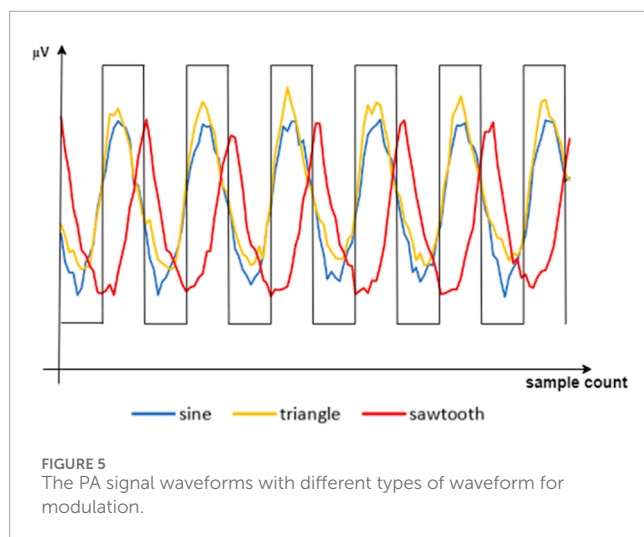 μV
sample count
sine triangle sawtooth
FIGURE 5
The PA signal waveforms with different types of waveform for
modulation.